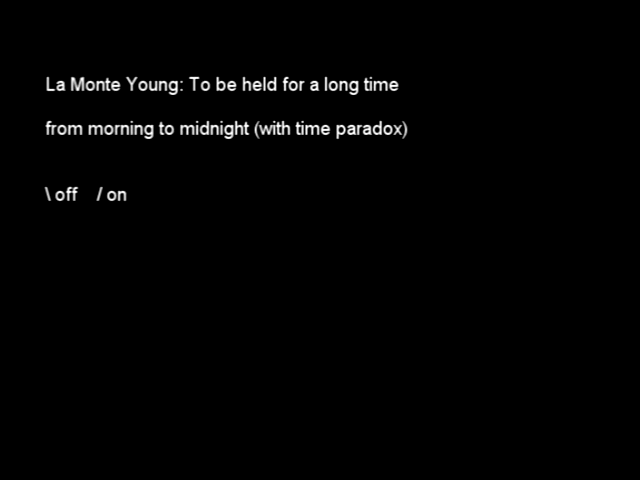 La Monte Young: To be held for a long time
from morning to midnight (with time paradox)
\ off / on